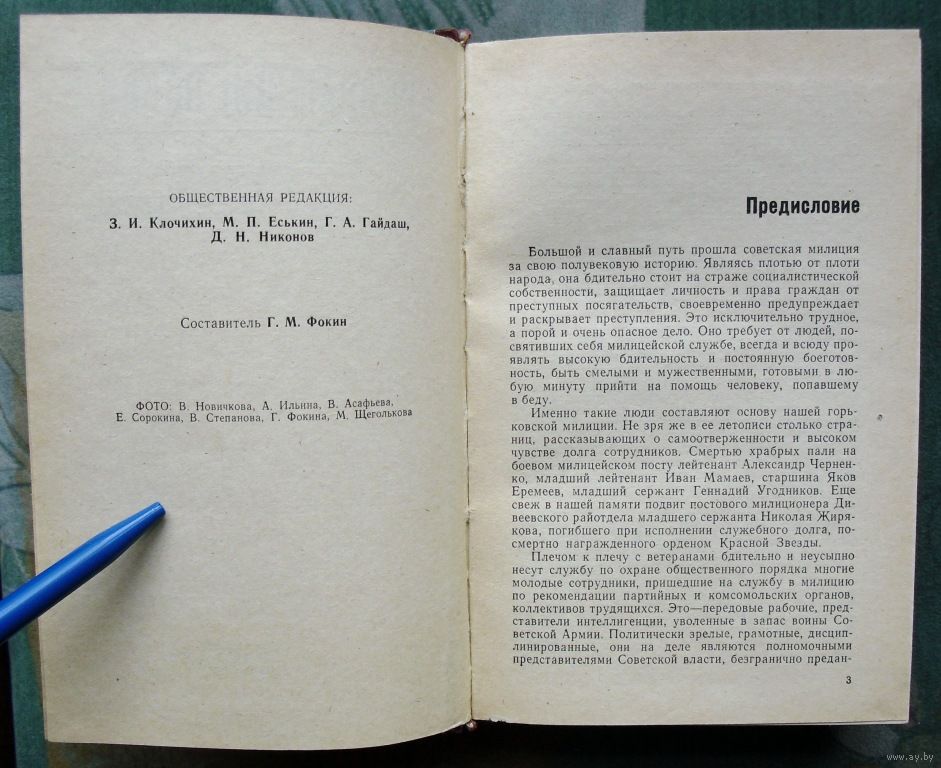 ОБЩЕСТВЕННАЯ РЕДАКЦИЯ:
З. И. Клочихин, М. П. Еськин, Г. А. Гайдаш,
Д. Н. Никонов
Составитель Г. М. Фокин
ФОТО: В. Новичкова, А. Ильина, В. Асафьева,
Е. Сорокина, В. Степанова, Г. Фокина, М. Щеголькова
Предисловие
Большой и славный путь прошла советская милиция
за свою полувековую историю. Являясь плотью от плоти
народа, она бдительно стоит на страже социалистической
собственности, защищает личность и права граждан от
преступных посягательств, своевременно предупреждает
и раскрывает преступления. Это исключительно трудное,
а порой и очень опасное дело. Оно требует от людей, по-
святивших себя милицейской службе, всегда и всюду про-
являть высокую бдительность и постоянную боеготов-
ность, быть смелыми и мужественными, готовыми в лю-
бую минуту прийти на помощь человеку, попавшему
в беду.
Именно такие люди составляют основу нашей горь-
ковской милиции. Не зря же в ее летописи столько стра-
ниц, рассказывающих о самоотверженности и высоком
чувстве долга сотрудников. Смертью храбрых пали на
боевом милицейском посту лейтенант Александр Чернен-
ко, младший лейтенант Иван Мамаев, старшина Яков
Еремеев, младший сержант Геннадий Угодников. Еще
свеж в нашей памяти подвиг постового милиционера Ди-
веевского райотдела младшего сержанта Николая Жиря-
кова, погибшего при исполнении служебного долга, по-
смертно награжденного орденом Красной Звезды.
Плечом к плечу с ветеранами бдительно и неусыпно
несут службу по охране общественного порядка многие
молодые сотрудники, пришедшие на службу в милицию
по рекомендации партийных и комсомольских органов,
коллективов трудящихся. Это—передовые рабочие, пред-
ставители интеллигенции, уволенные в запас воины Со-
ветской Армии. Политически зрелые, грамотные, дисцип-
линированные, они на деле являются полномочными
представителями Советской власти, безгранично предан-
3
www.ay.by